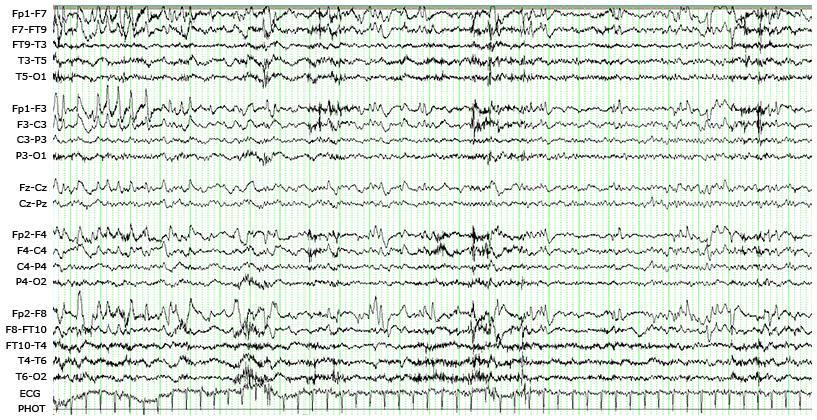 Fp1-F7
F7-FT9
FT9-T3
T3-T5
T5-O1
Fp1-F3
F3-C3
C3-P3
P3-O1
Fz-Cz
Cz-Pz
Fp2-F4
F4-C4
C4-P4
P4-O2
Fp2-F8
F8-FT10
FT10-T4
T4-T6
T6-O2
ECG
PHOT